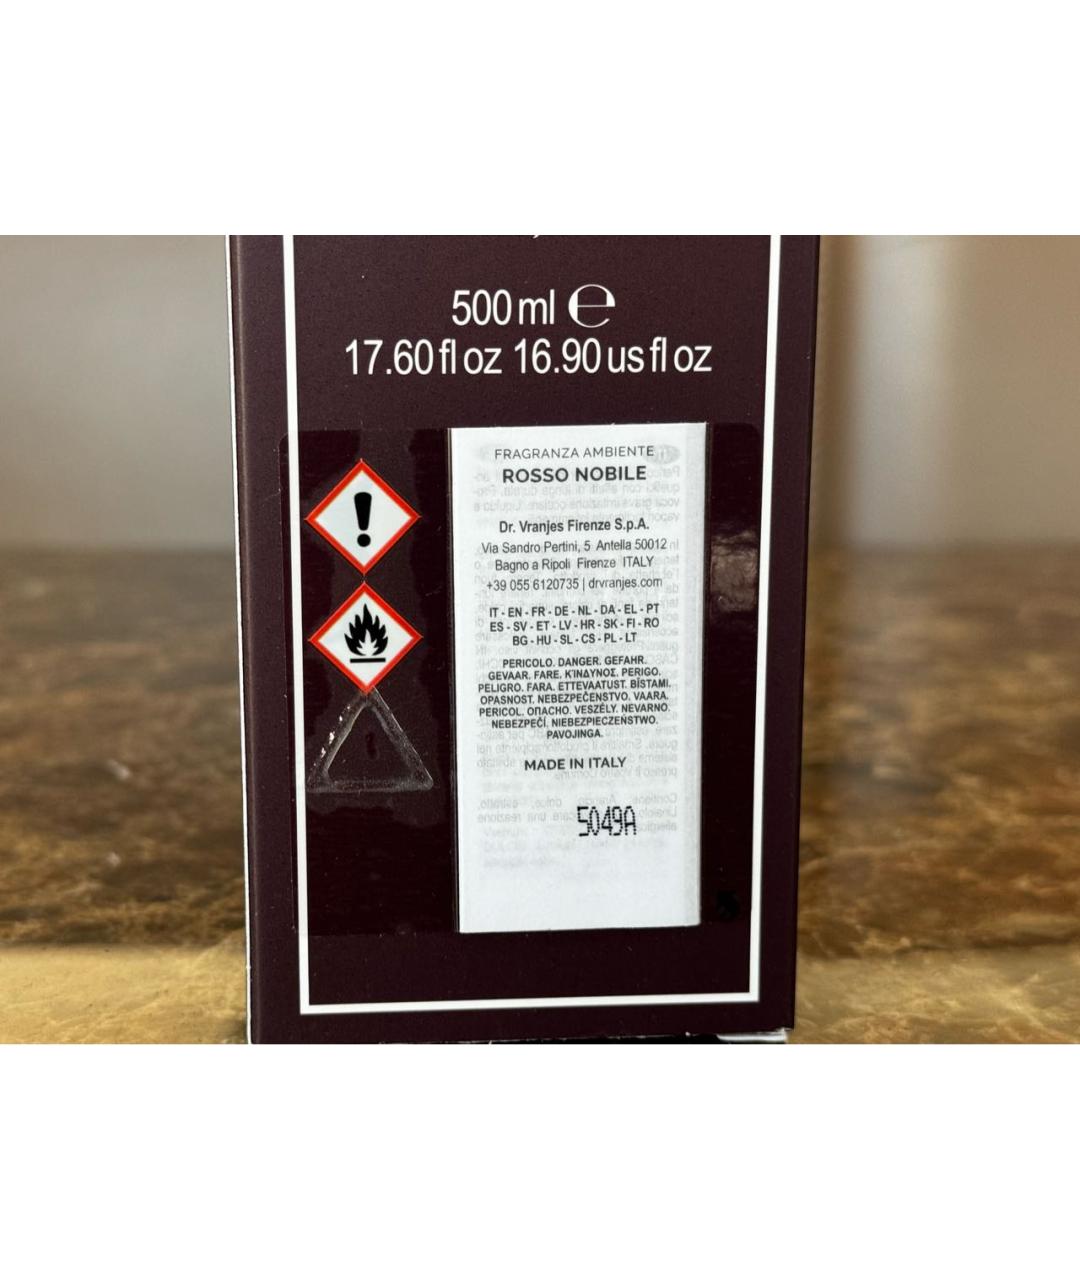 500 ml ℮
17.60 fl oz 16.90 us fl oz
FRAGRANZA AMBIENTE
ROSSO NOBILE
Dr. Vranjes Firenze S.p.A.
Via Sandro Pertini, 5 Antella 50012
Bagno a Ripoli Firenze ITALY
+39 055 6120735 | drvranjes.com
IT - EN - FR - DE - NL - DA - EL - PT
ES - SV - ET - LV - HR - SK - FI - RO
BG - HU - SL - CS - PL - LT
PERICOLO. DANGER. GEFAHR.
GEVAAR. FARE. ΚΊΝΔΥΝΟΣ. PERIGO.
PELIGRO. FARA. ETTEVAATUST. BĪSTAMI.
OPASNOST. NEBEZPEČENSTVO. VAARA.
PERICOL. ОПАСНО. VESZÉLY. NEVARNO.
NEBEZPEČÍ. NIEBEZPIECZEŃSTWO.
PAVOJINGA.
MADE IN ITALY
5049A